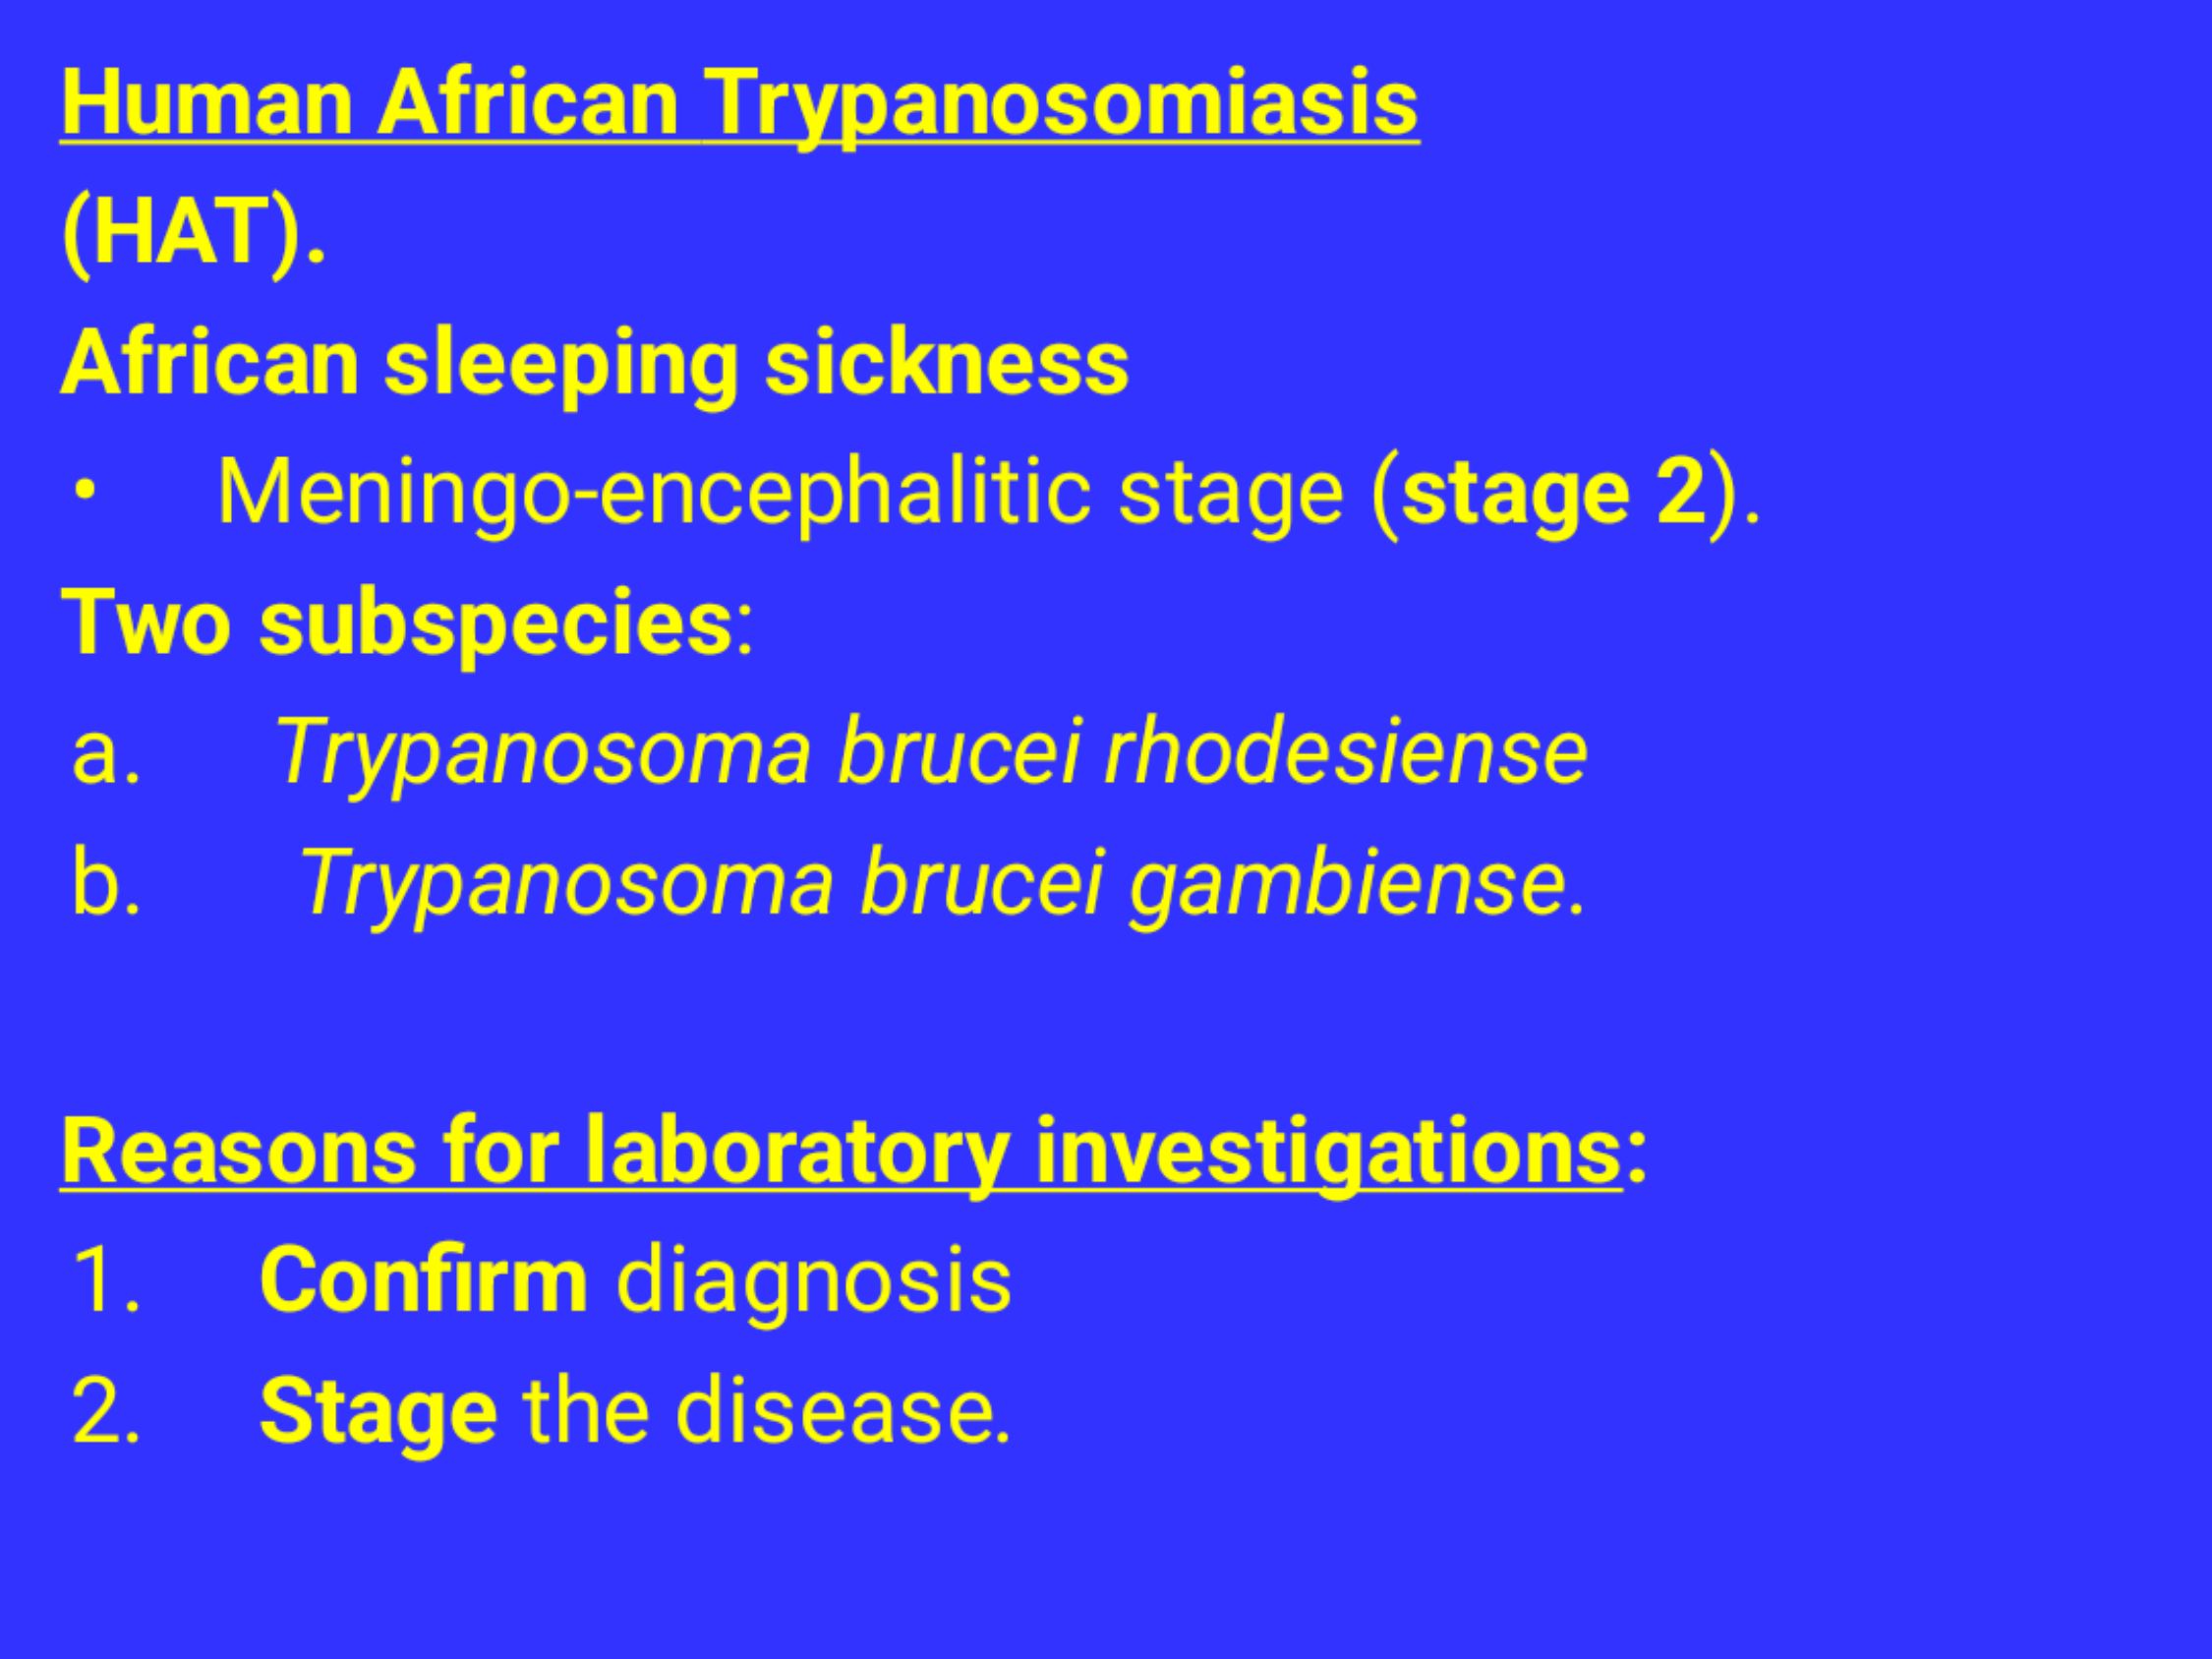 Human African Trypanosomiasis
(HAT).
African sleeping sickness
• Meningo-encephalitic stage (stage 2).
Two subspecies:
a. Trypanosoma brucei rhodesiense
b. Trypanosoma brucei gambiense.
Reasons for laboratory investigations:
1. Confirm diagnosis
2. Stage the disease.